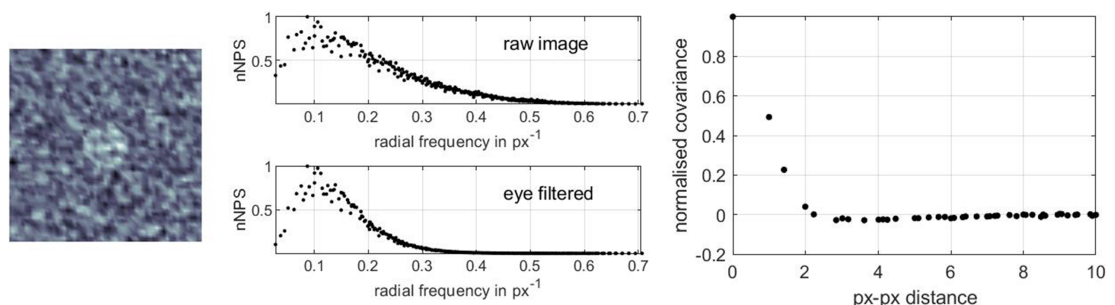 1
0.5
nNPS
raw image
0.1 0.2 0.3 0.4 0.5 0.6 0.7
radial frequency in px⁻¹
1
0.5
nNPS
eye filtered
0.1 0.2 0.3 0.4 0.5 0.6 0.7
radial frequency in px⁻¹
normalised covariance
0.8
0.6
0.4
0.2
0
-0.2
0 2 4 6 8 10
px-px distance